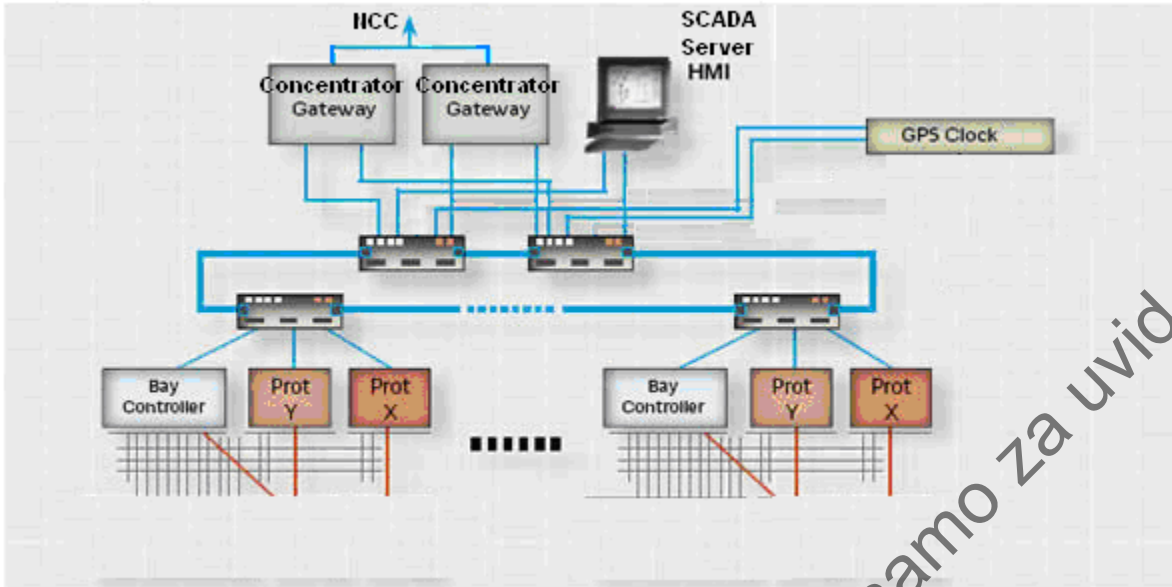 NCC
SCADA
Server
HMI
Concentrator
Gateway
Concentrator
Gateway
GPS Clock
Bay
Controller
Prot
Y
Prot
X
Bay
Controller
Prot
Y
Prot
X
samo za uvid